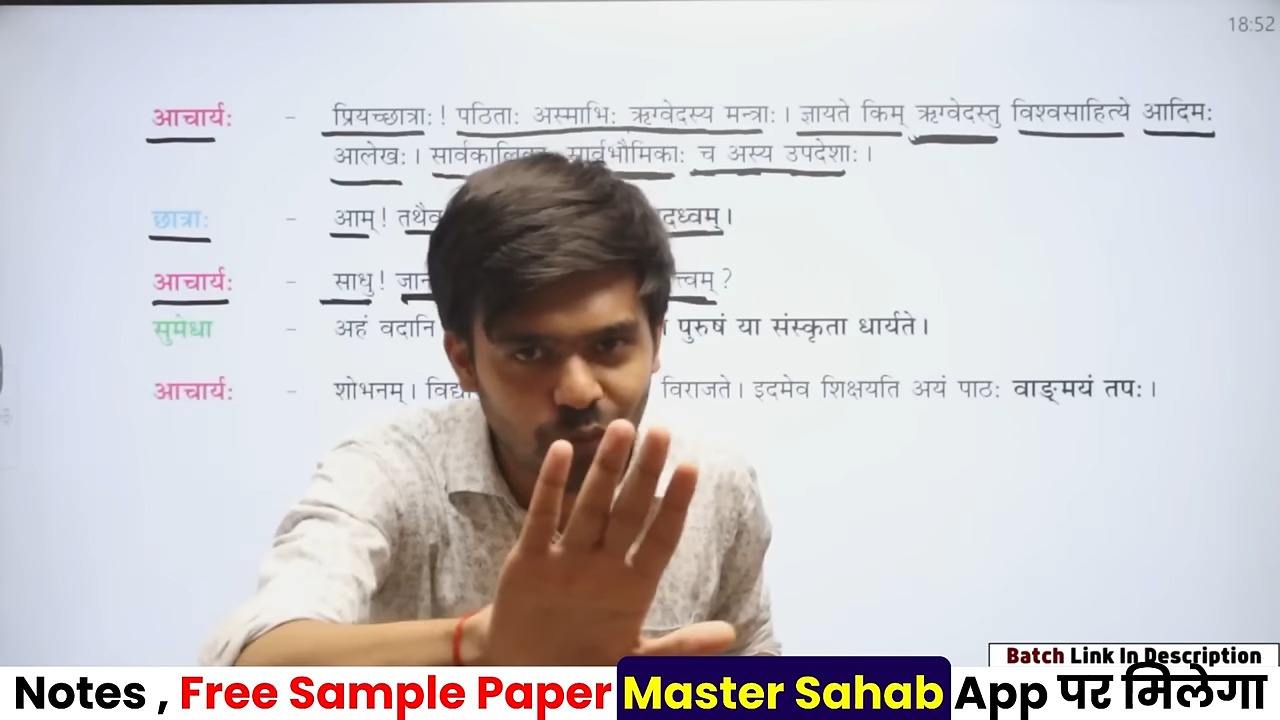 18:52
आचार्यः - प्रियच्छात्राः ! पठिताः अस्माभिः ऋग्वेदस्य मन्त्राः । ज्ञायते किम् ऋग्वेदस्तु विश्वसाहित्ये आदिमः
आलेखः । सार्वकालिकाः सार्वभौमिकाः च अस्य उपदेशाः ।
छात्राः - आम् ! तथैव
आचार्यः - साधु !
सुमेधा - अहं वदानि पुरुषं या संस्कृता धार्यते ।
आचार्यः - शोभनम् । विराजते । इदमेव शिक्षयति अयं पाठः वाङ्मयं तपः ।
Batch Link In Description
Notes , Free Sample Paper Master Sahab App पर मिलेगा